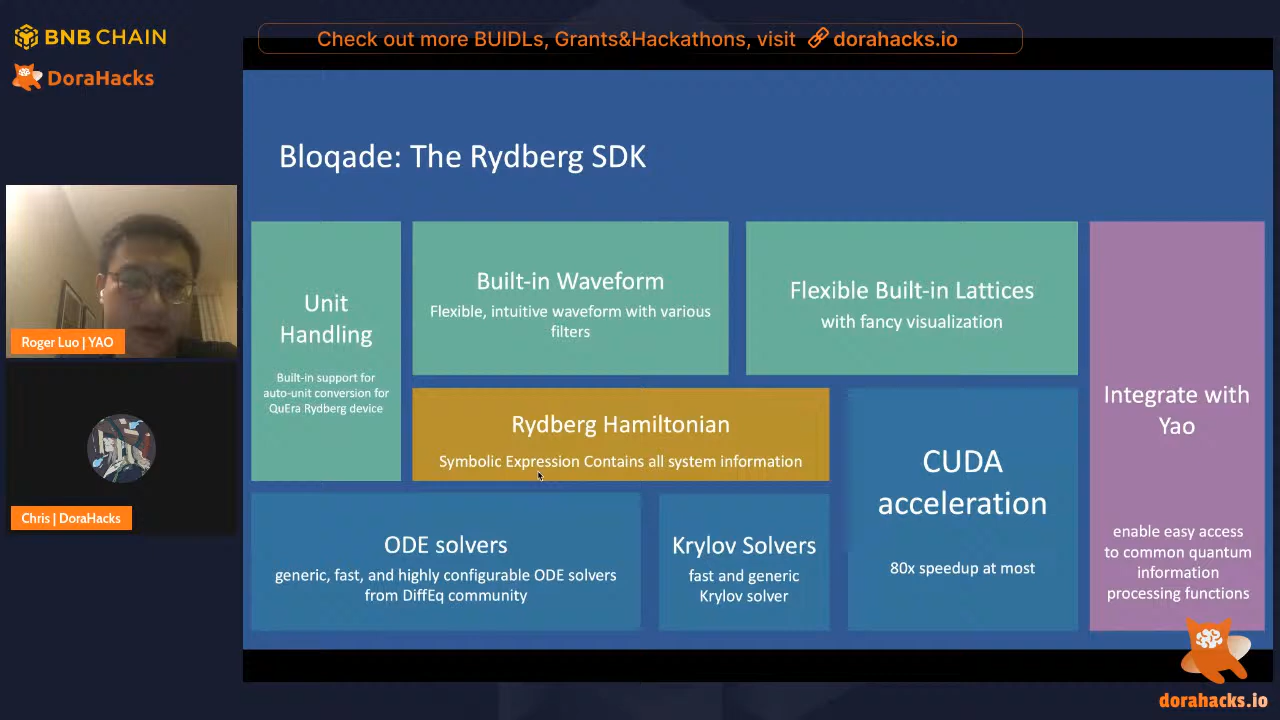 BNB CHAIN
DoraHacks
Check out more BUIDLs, Grants&Hackathons, visit dorahacks.io
Bloqade: The Rydberg SDK
Unit
Handling
Built-in support for
auto-unit conversion for
QuEra Rydberg device
Built-in Waveform
Flexible, intuitive waveform with various
filters
Flexible Built-in Lattices
with fancy visualization
Rydberg Hamiltonian
Symbolic Expression Contains all system information
ODE solvers
generic, fast, and highly configurable ODE solvers
from DiffEq community
Krylov Solvers
fast and generic
Krylov solver
CUDA
acceleration
80x speedup at most
Integrate with
Yao
enable easy access
to common quantum
information
processing functions
Roger Luo | YAO
Chris | DoraHacks
dorahacks.io